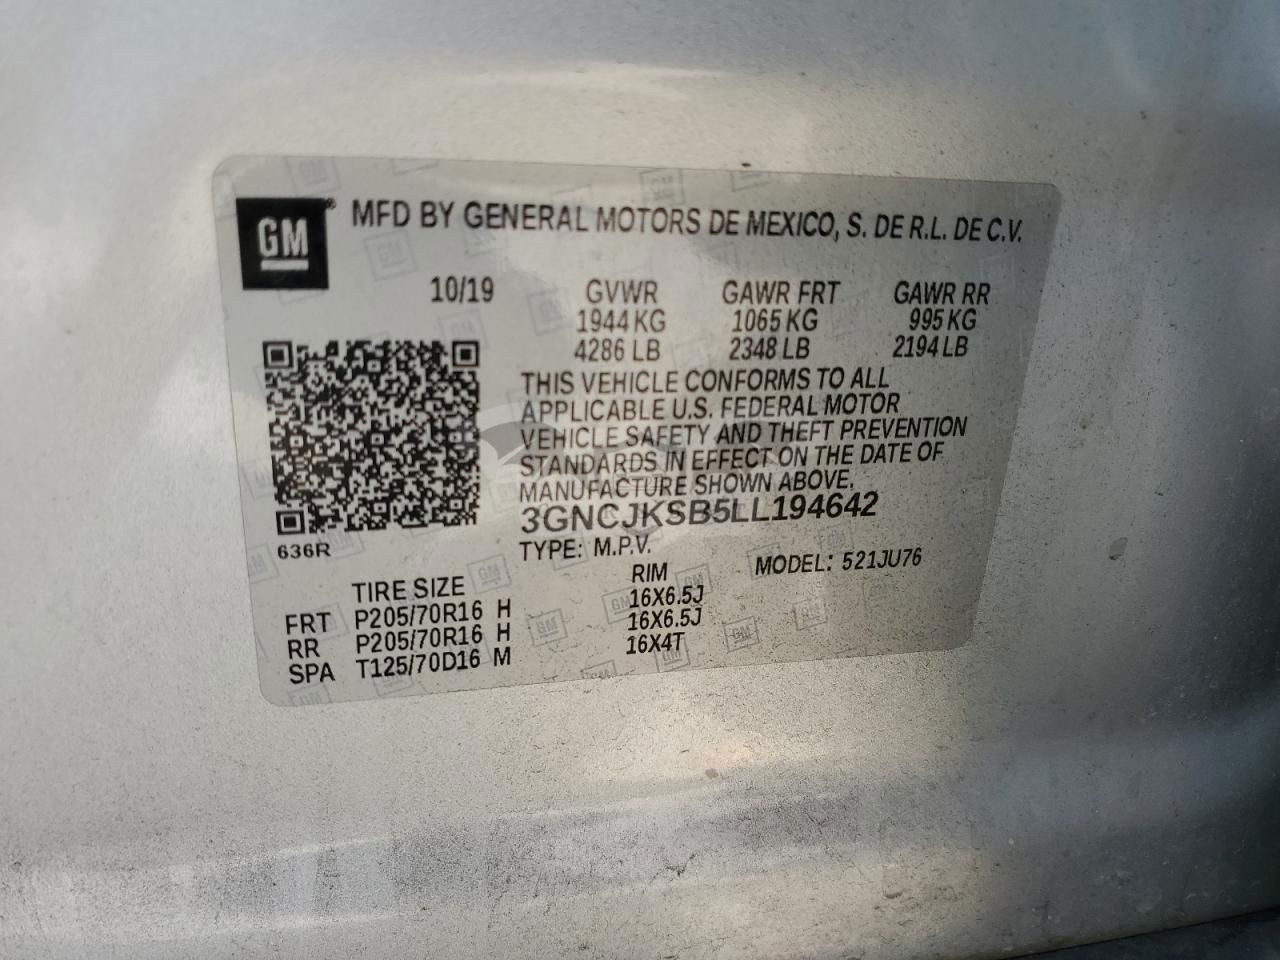 GM® MFD BY GENERAL MOTORS DE MEXICO, S. DE R.L. DE C.V.
10/19 GVWR GAWR FRT GAWR RR
1944 KG 1065 KG 995 KG
4286 LB 2348 LB 2194 LB
THIS VEHICLE CONFORMS TO ALL
APPLICABLE U.S. FEDERAL MOTOR
VEHICLE SAFETY AND THEFT PREVENTION
STANDARDS IN EFFECT ON THE DATE OF
MANUFACTURE SHOWN ABOVE.
3GNCJKSB5LL194642
636R
TYPE: M.P.V. MODEL: 521JU76
TIRE SIZE RIM
FRT P205/70R16 H 16X6.5J
RR P205/70R16 H 16X6.5J
SPA T125/70D16 M 16X4T